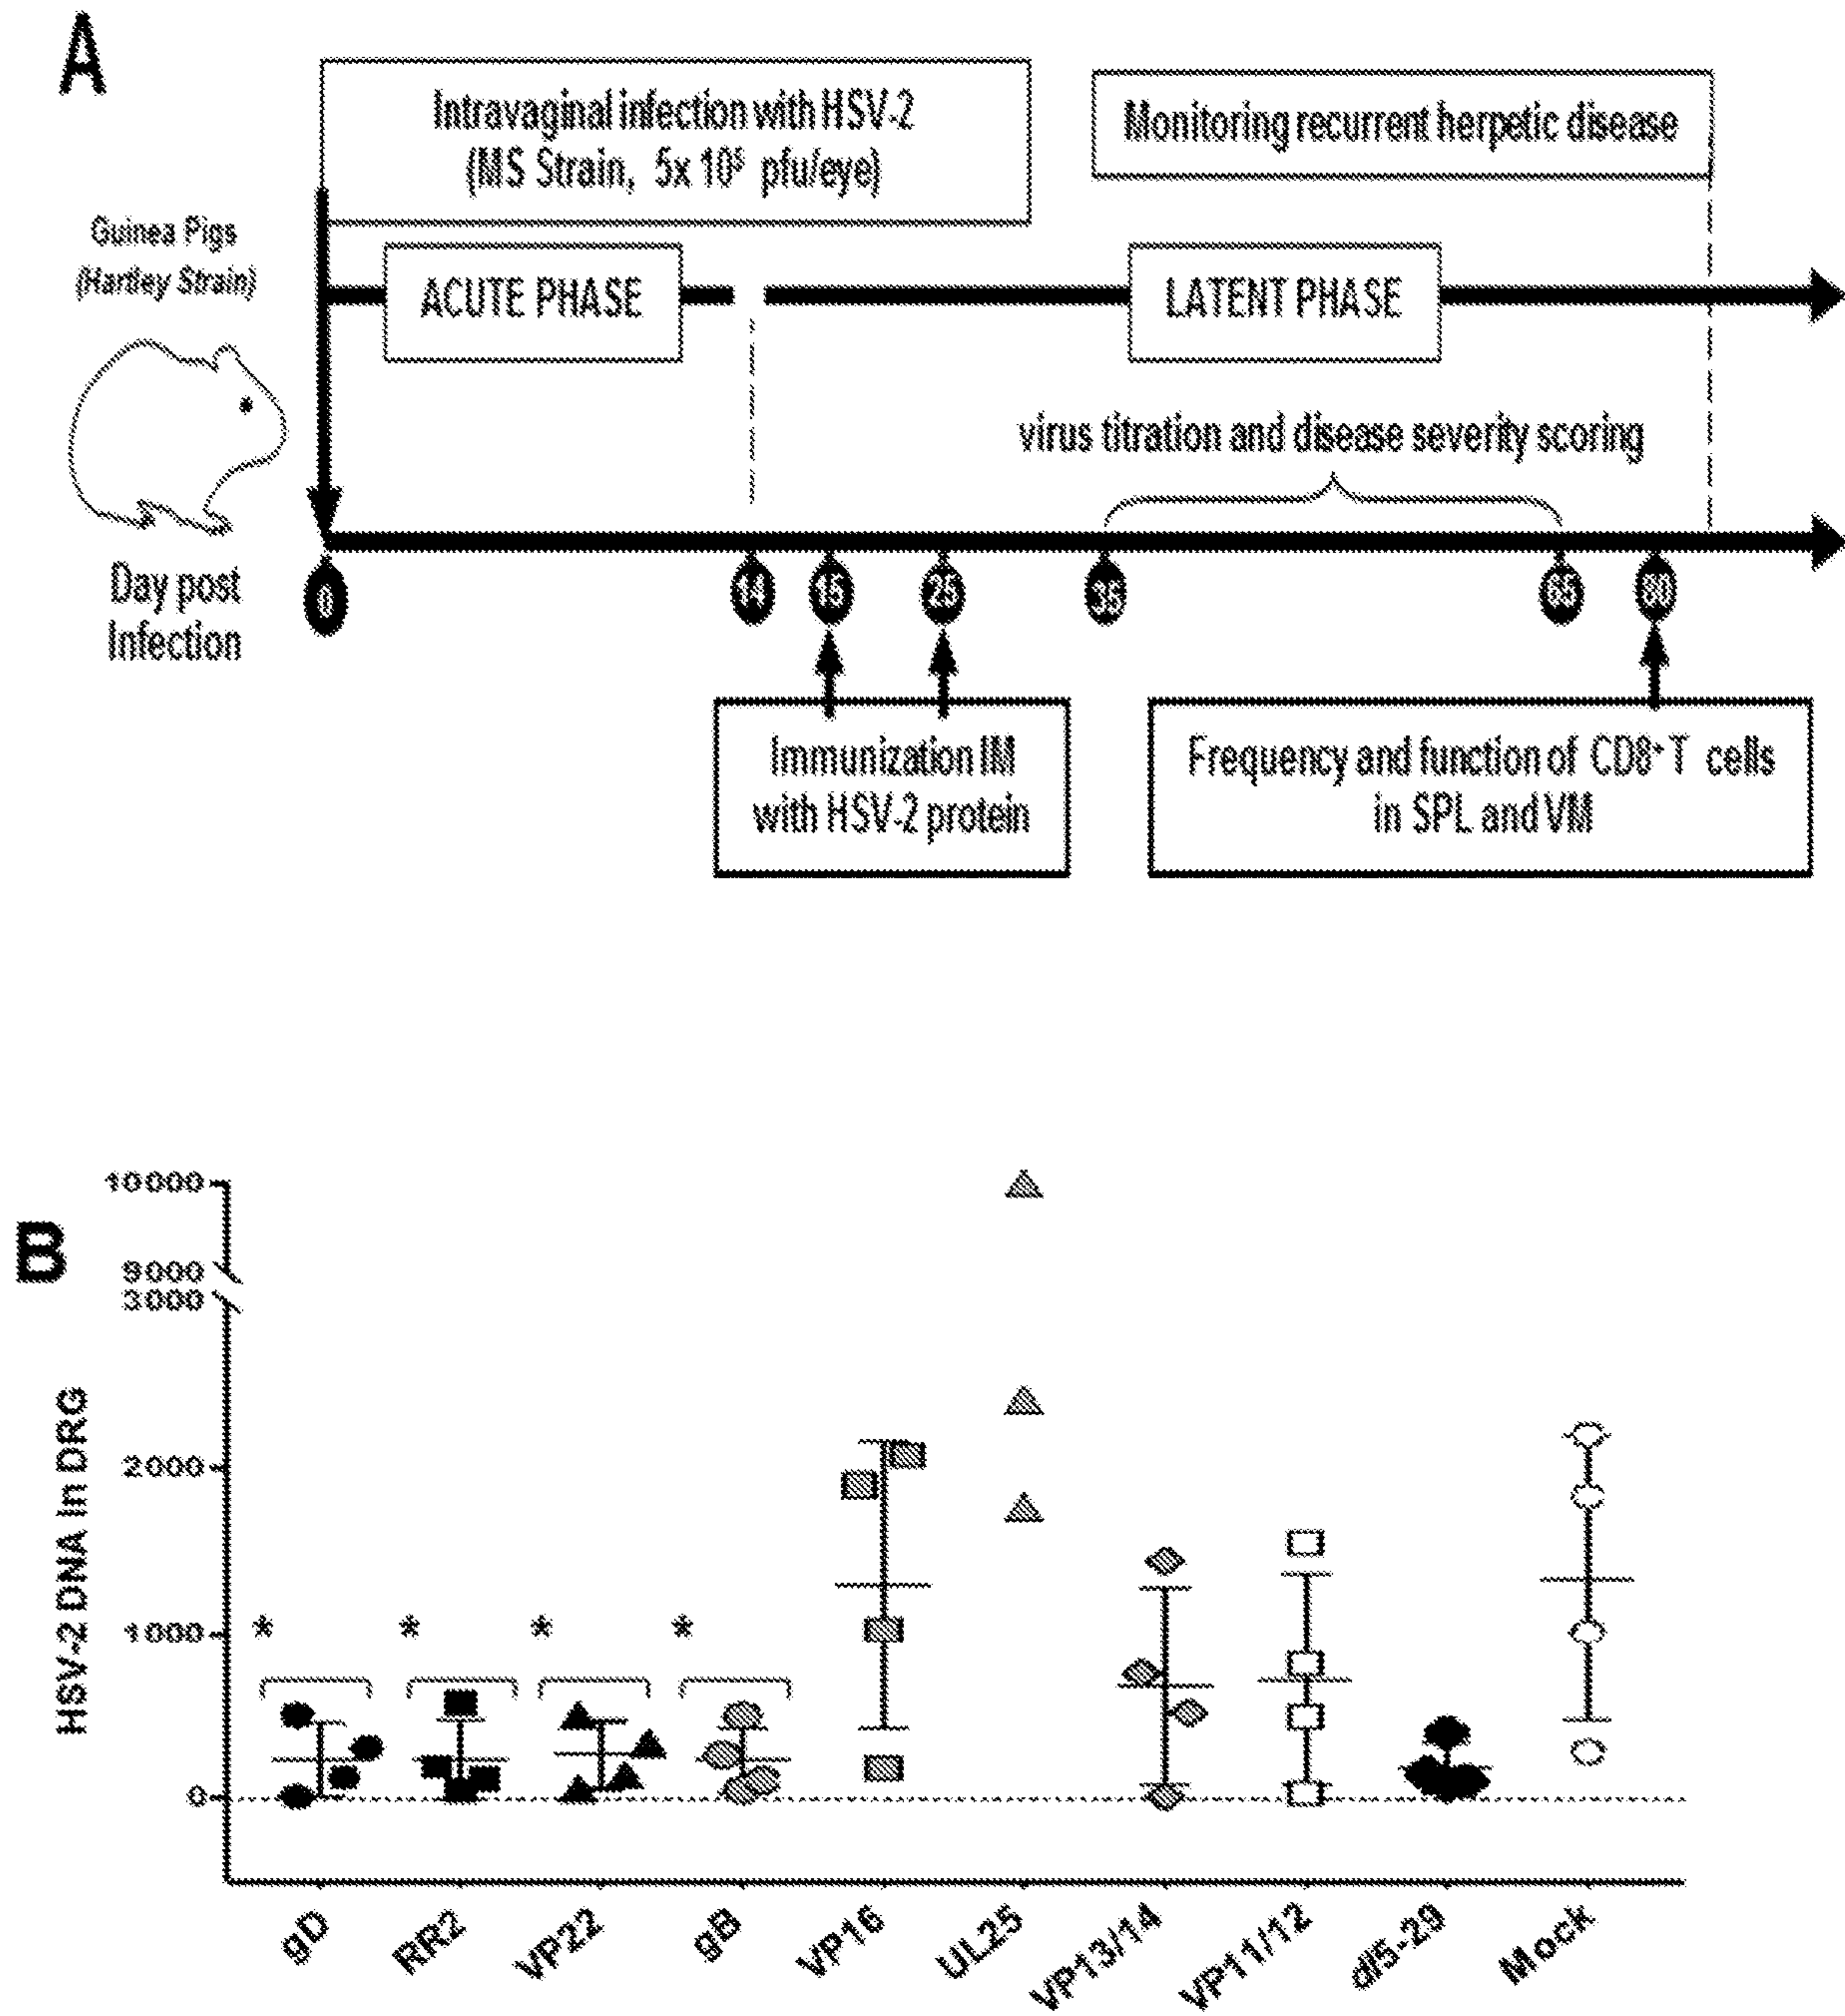 A
Intravaginal infection with HSV-2
(MS Strain, 5x 10⁵ pfu/eye)
Monitoring recurrent herpetic disease
Guinea Pigs
(Hartley Strain)
ACUTE PHASE
LATENT PHASE
virus titration and disease severity scoring
Day post
Infection
0
14
15
25
35
65
80
Immunization IM
with HSV-2 protein
Frequency and function of CD8⁺ T cells
in SPL and VM
B
HSV-2 DNA In DRG
10000
9000
3000
2000
1000
0
*
*
*
*
gD
RR2
VP22
gB
VP16
UL25
VP13/14
VP11/12
dl5-29
Mock